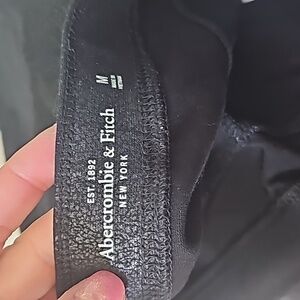 M
EST. 1892
Abercrombie & Fitch
NEW YORK